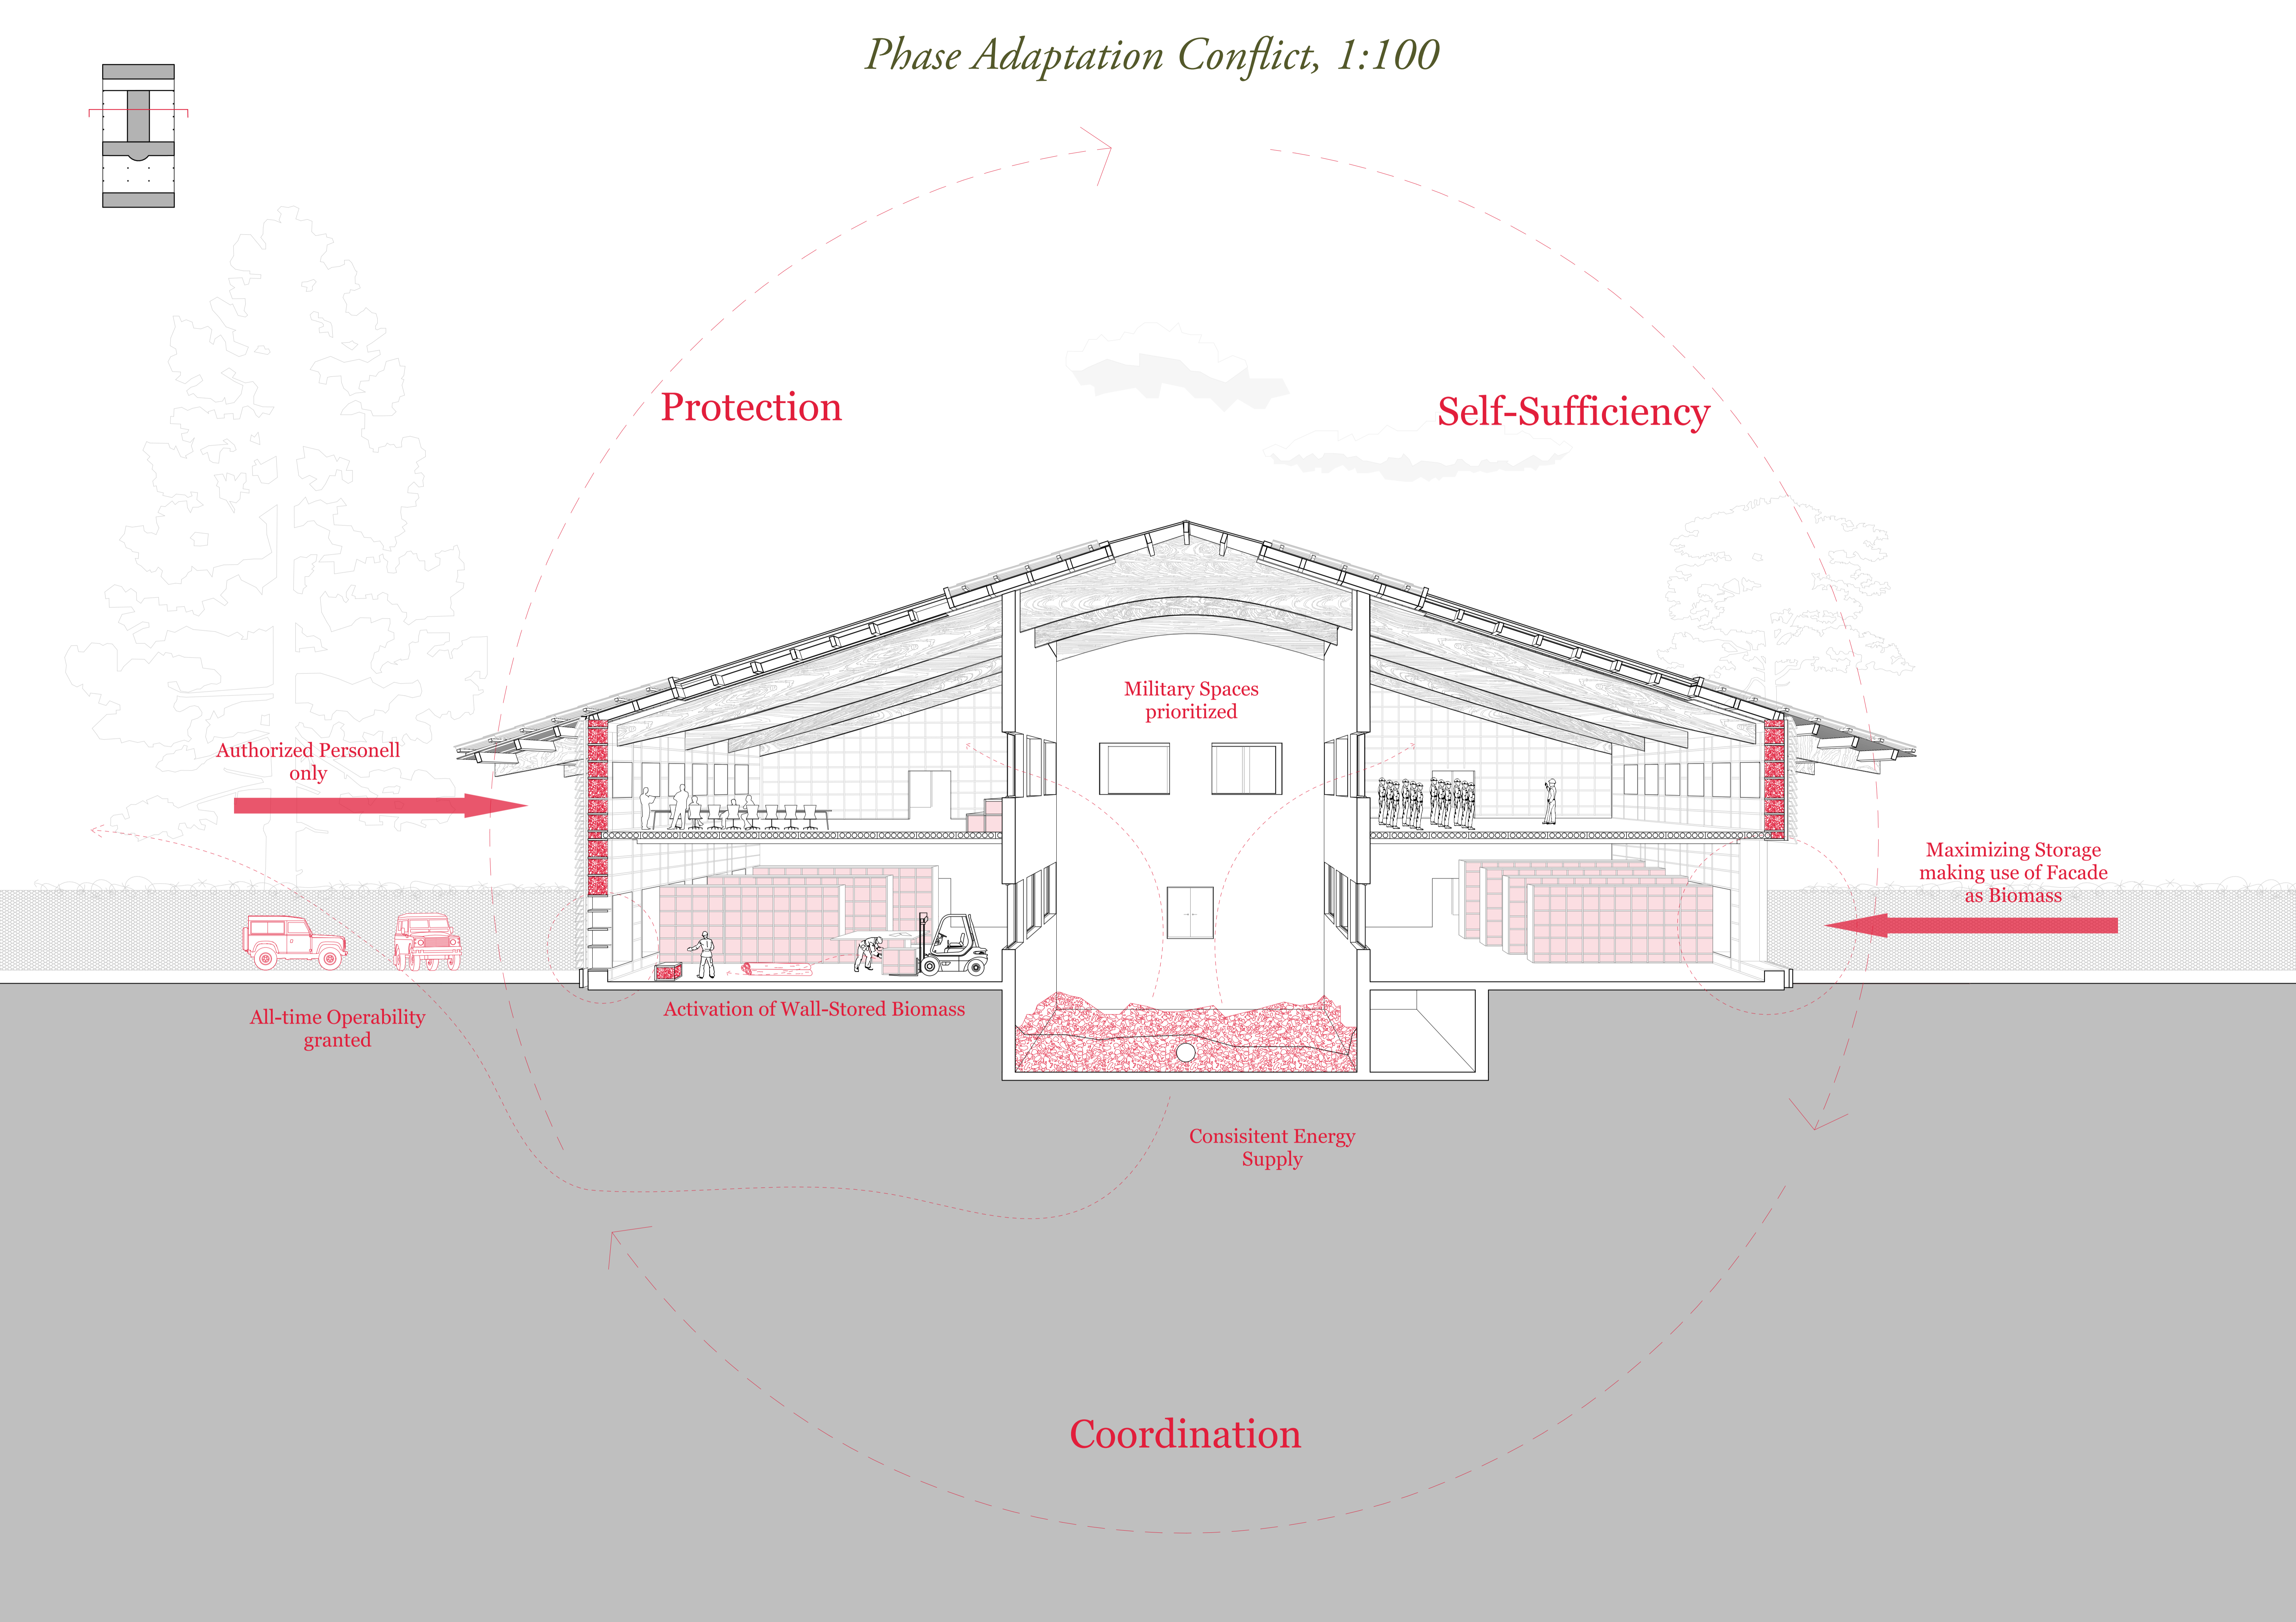 Phase Adaptation Conflict, 1:100
Protection
Self-Sufficiency
Military Spaces
prioritized
Authorized Personell
only
Maximizing Storage
making use of Facade
as Biomass
Activation of Wall-Stored Biomass
All-time Operability
granted
Consisitent Energy
Supply
Coordination